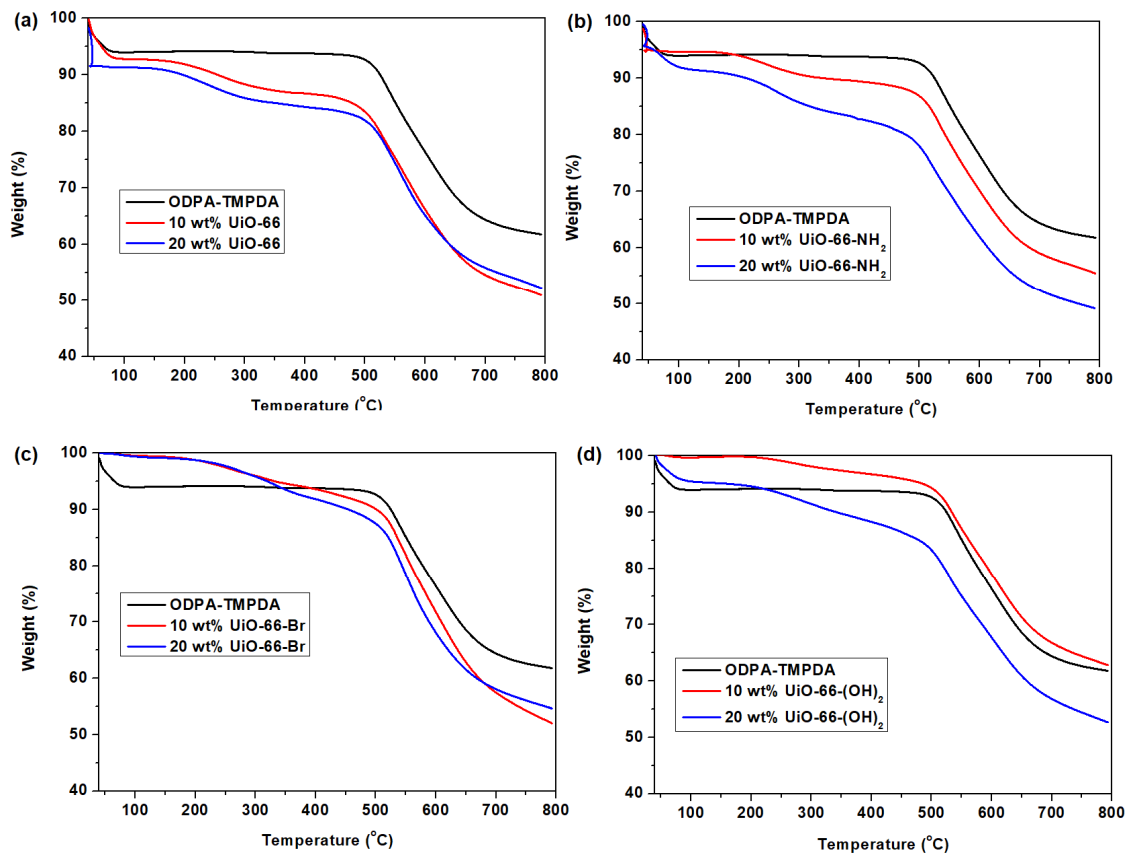 (a)
100
90
80
70
60
50
40
Weight (%)
ODPA-TMPDA
10 wt% UiO-66
20 wt% UiO-66
100 200 300 400 500 600 700 800
Temperature (°C)
(b)
100
90
80
70
60
50
40
Weight (%)
ODPA-TMPDA
10 wt% UiO-66-NH₂
20 wt% UiO-66-NH₂
100 200 300 400 500 600 700 800
Temperature (°C)
(c)
100
90
80
70
60
50
40
Weight (%)
ODPA-TMPDA
10 wt% UiO-66-Br
20 wt% UiO-66-Br
100 200 300 400 500 600 700 800
Temperature (°C)
(d)
100
90
80
70
60
50
40
Weight (%)
ODPA-TMPDA
10 wt% UiO-66-(OH)₂
20 wt% UiO-66-(OH)₂
100 200 300 400 500 600 700 800
Temperature (°C)